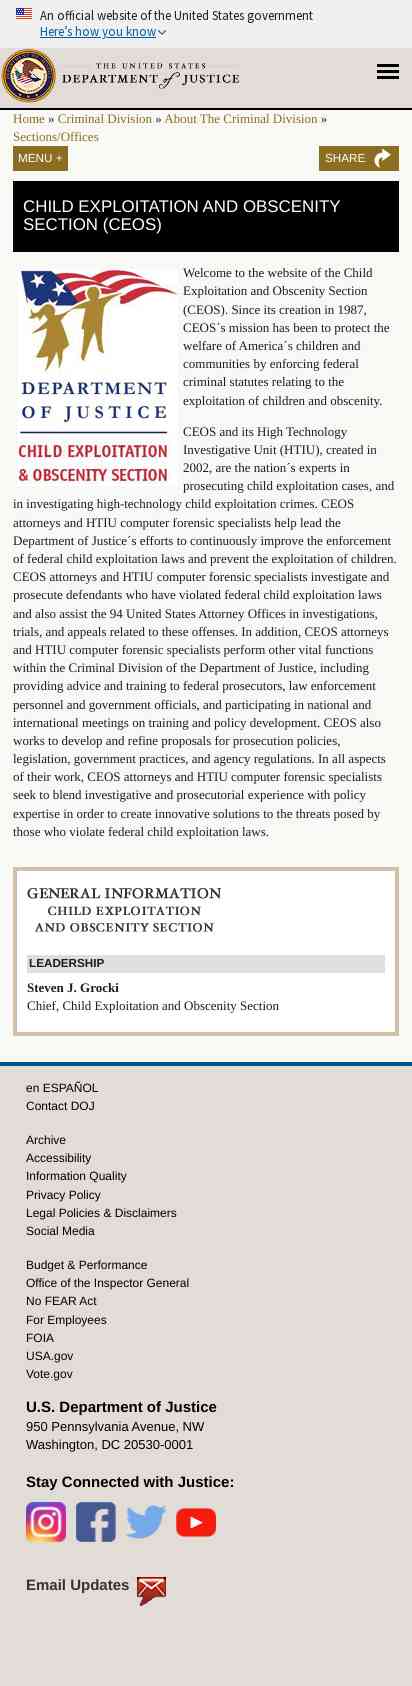 An official website of the United States government
Here's how you know
THE UNITED STATES
DEPARTMENT of JUSTICE
Home » Criminal Division » About The Criminal Division »
Sections/Offices
MENU +
SHARE
CHILD EXPLOITATION AND OBSCENITY
SECTION (CEOS)
DEPARTMENT
OF JUSTICE
CHILD EXPLOITATION
& OBSCENITY SECTION
Welcome to the website of the Child
Exploitation and Obscenity Section
(CEOS). Since its creation in 1987,
CEOS´s mission has been to protect the
welfare of America´s children and
communities by enforcing federal
criminal statutes relating to the
exploitation of children and obscenity.
CEOS and its High Technology
Investigative Unit (HTIU), created in
2002, are the nation´s experts in
prosecuting child exploitation cases, and
in investigating high-technology child exploitation crimes. CEOS
attorneys and HTIU computer forensic specialists help lead the
Department of Justice´s efforts to continuously improve the enforcement
of federal child exploitation laws and prevent the exploitation of children.
CEOS attorneys and HTIU computer forensic specialists investigate and
prosecute defendants who have violated federal child exploitation laws
and also assist the 94 United States Attorney Offices in investigations,
trials, and appeals related to these offenses. In addition, CEOS attorneys
and HTIU computer forensic specialists perform other vital functions
within the Criminal Division of the Department of Justice, including
providing advice and training to federal prosecutors, law enforcement
personnel and government officials, and participating in national and
international meetings on training and policy development. CEOS also
works to develop and refine proposals for prosecution policies,
legislation, government practices, and agency regulations. In all aspects
of their work, CEOS attorneys and HTIU computer forensic specialists
seek to blend investigative and prosecutorial experience with policy
expertise in order to create innovative solutions to the threats posed by
those who violate federal child exploitation laws.
GENERAL INFORMATION
CHILD EXPLOITATION
AND OBSCENITY SECTION
LEADERSHIP
Steven J. Grocki
Chief, Child Exploitation and Obscenity Section
en ESPAÑOL
Contact DOJ
Archive
Accessibility
Information Quality
Privacy Policy
Legal Policies & Disclaimers
Social Media
Budget & Performance
Office of the Inspector General
No FEAR Act
For Employees
FOIA
USA.gov
Vote.gov
U.S. Department of Justice
950 Pennsylvania Avenue, NW
Washington, DC 20530-0001
Stay Connected with Justice:
Email Updates